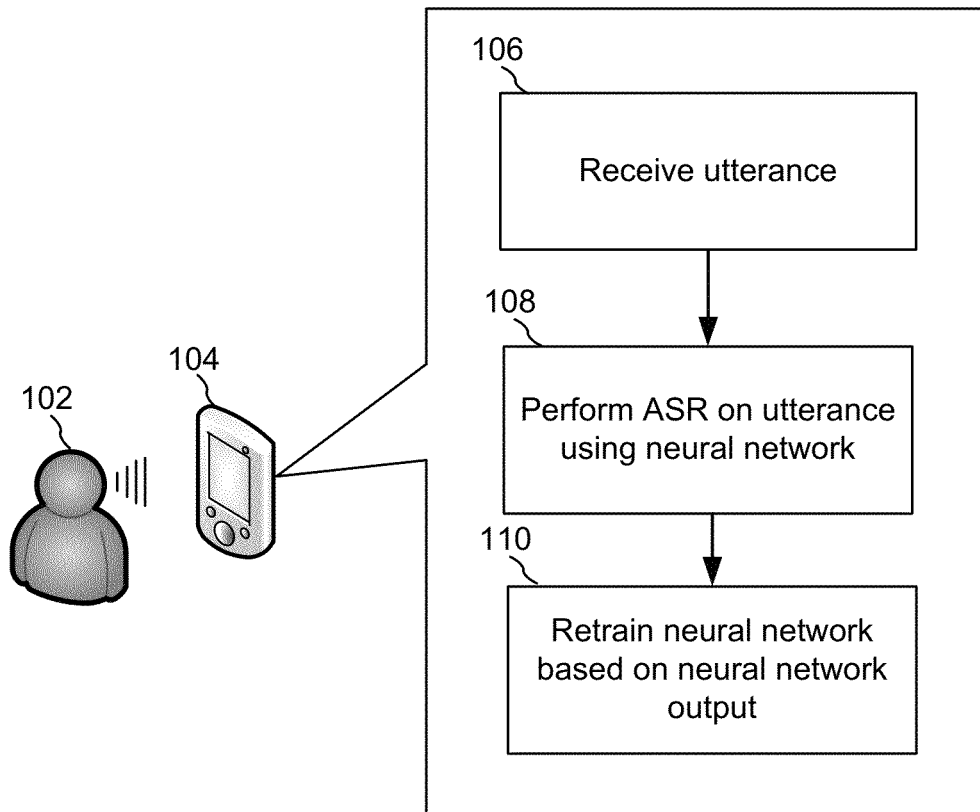 106
Receive utterance
108
Perform ASR on utterance
using neural network
104
102
110
Retrain neural network
based on neural network
output